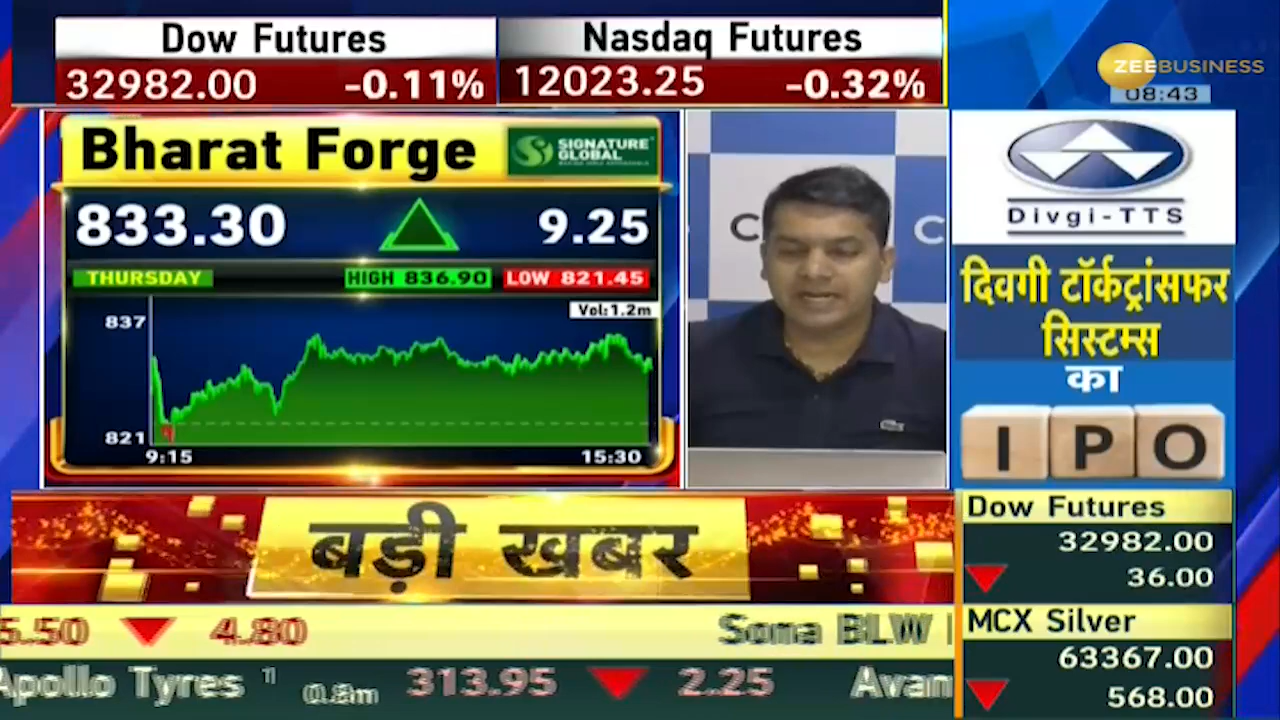 Dow Futures
32982.00 -0.11%
Nasdaq Futures
12023.25 -0.32%
ZEEBUSINESS
08:43
Bharat Forge
SIGNATURE GLOBAL
833.30 9.25
THURSDAY HIGH 836.90 LOW 821.45
Vol:1.2m
837
821
9:15 15:30
Divgi-TTS
दिवगी टॉर्कट्रांसफर
सिस्टम्स
का
I P O
बड़ी खबर
Dow Futures
32982.00
36.00
MCX Silver
63367.00
568.00
5.50 4.80 Sona BLW
Apollo Tyres 0.8m 313.95 2.25 Avan